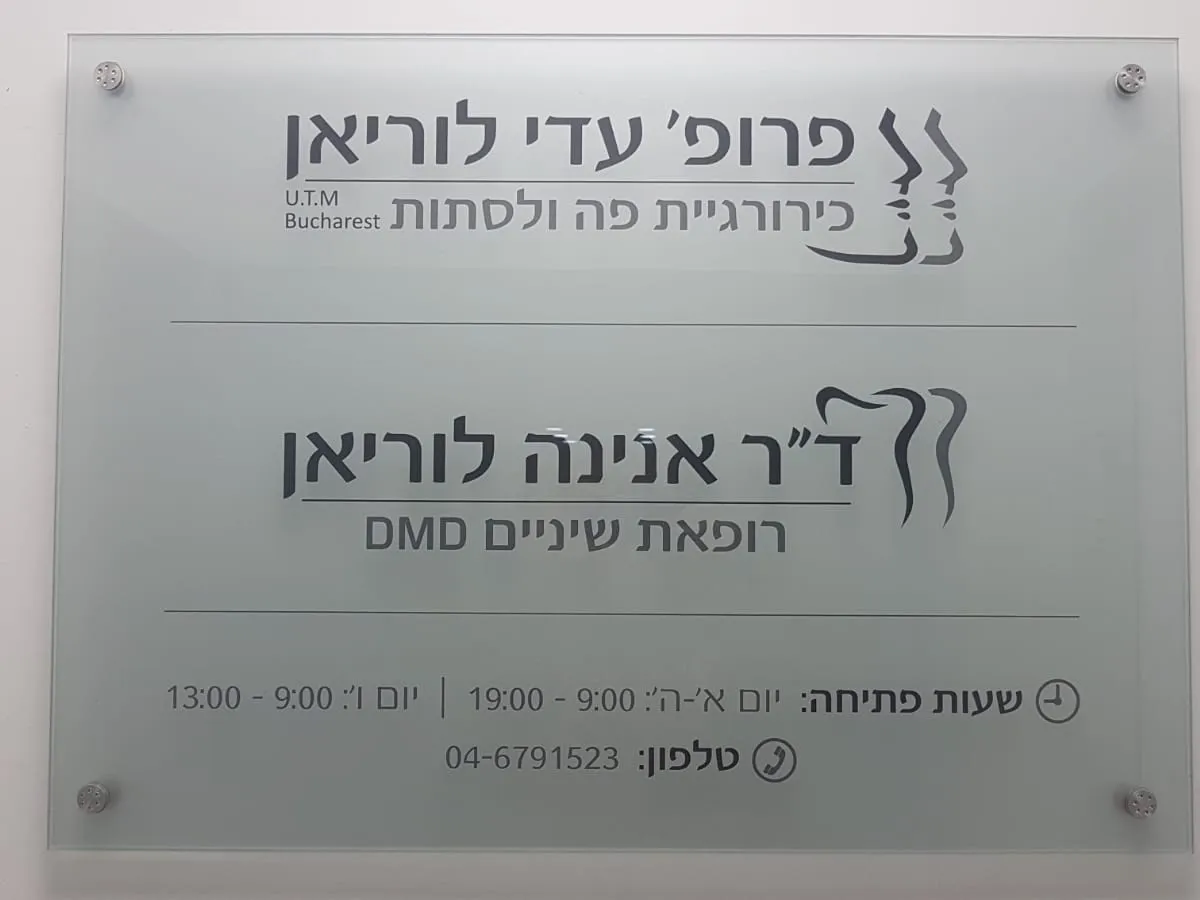 פרופ' עדי לוריאן
כירורגיית פה ולסתות
U.T.M
Bucharest
ד"ר אנינה לוריאן
רופאת שיניים DMD
שעות פתיחה: יום א'-ה': 9:00 - 19:00 | יום ו': 9:00 - 13:00
טלפון: 04-6791523